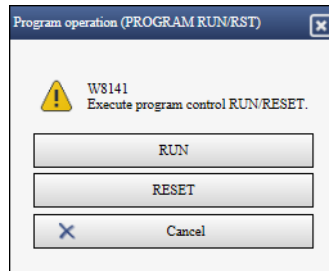 Program operation (PROGRAM RUN/RST)
W8141
Execute program control RUN/RESET.
RUN
RESET
Cancel